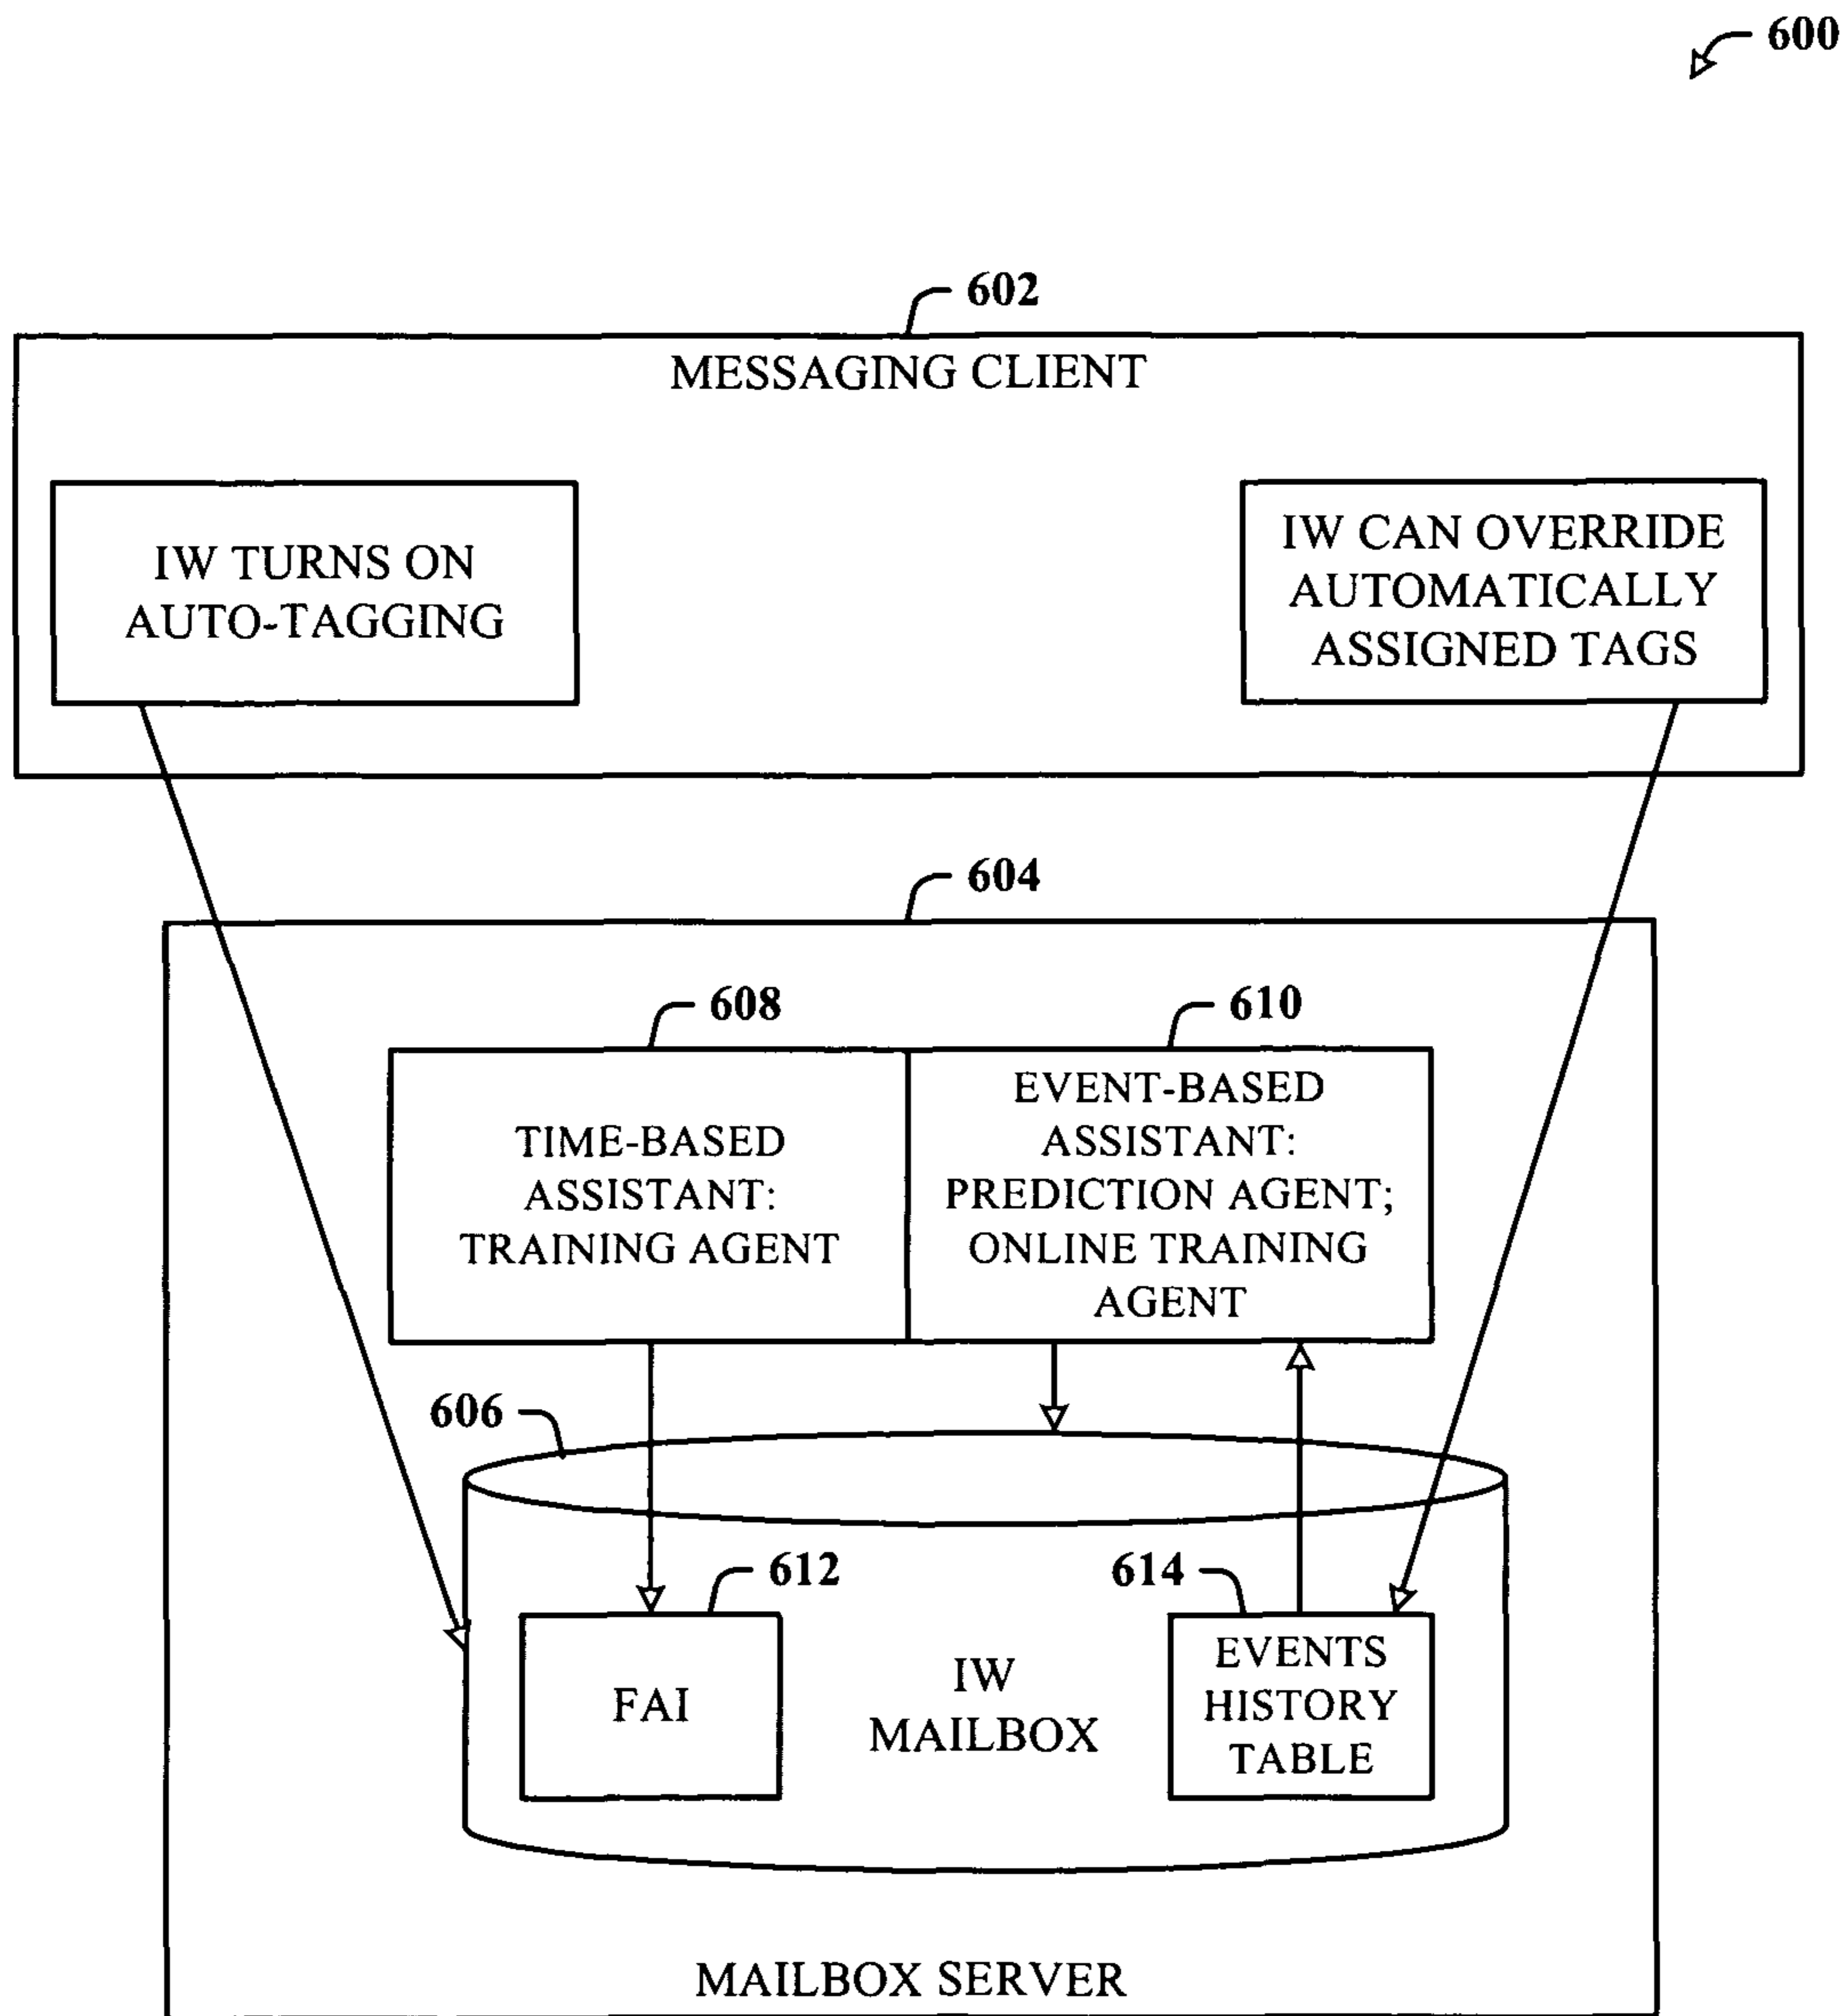 600
602
MESSAGING CLIENT
IW TURNS ON
AUTO-TAGGING
IW CAN OVERRIDE
AUTOMATICALLY
ASSIGNED TAGS
604
608
610
TIME-BASED
ASSISTANT:
TRAINING AGENT
EVENT-BASED
ASSISTANT:
PREDICTION AGENT;
ONLINE TRAINING
AGENT
606
612
614
FAI
IW
MAILBOX
EVENTS
HISTORY
TABLE
MAILBOX SERVER